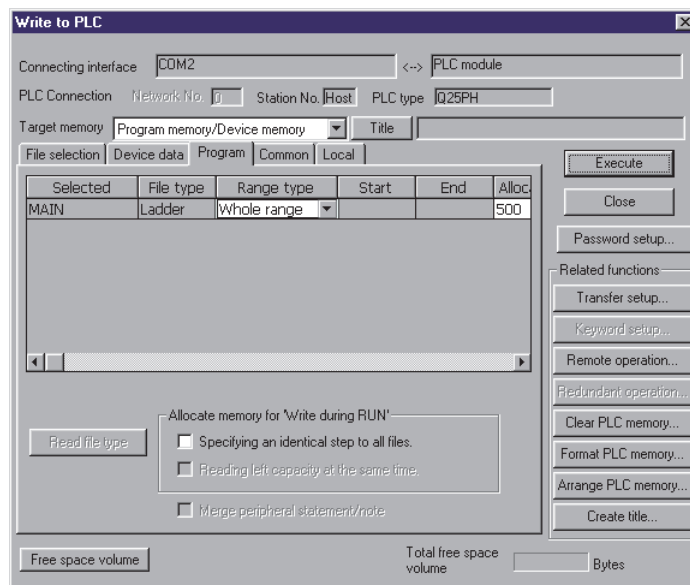 Write to PLC
Connecting interface COM2 <--> PLC module
PLC Connection Network No. 0 Station No. Host PLC type Q25PH
Target memory Program memory/Device memory Title
File selection Device data Program Common Local
Execute
Selected File type Range type Start End Alloc.
MAIN Ladder Whole range 500
Close
Password setup...
Related functions
Transfer setup...
Keyword setup...
Remote operation...
Redundant operation...
Clear PLC memory...
Format PLC memory...
Arrange PLC memory...
Create title...
Allocate memory for 'Write during RUN'
Read file type
Specifying an identical step to all files.
Reading left capacity at the same time.
Merge peripheral statement/note
Free space volume
Total free space
volume Bytes